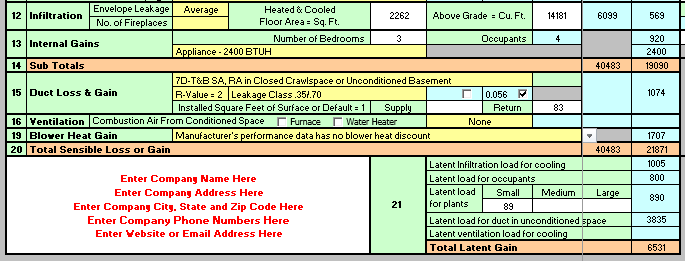 12 Infiltration Envelope Leakage Average Heated & Cooled Floor Area = Sq. Ft. 2262 Above Grade = Cu. Ft. 14181 6099 569
No. of Fireplaces
13 Internal Gains Number of Bedrooms 3 Occupants 4 920
Appliance - 2400 BTUH 2400
14 Sub Totals 40483 19090
7D-T&B SA, RA in Closed Crawlspace or Unconditioned Basement
15 Duct Loss & Gain R-Value = 2 Leakage Class .35/.70 0.056 1074
Installed Square Feet of Surface or Default = 1 Supply Return 83
16 Ventilation Combustion Air From Conditioned Space Furnace Water Heater None
19 Blower Heat Gain Manufacturer's performance data has no blower heat discount 1707
20 Total Sensible Loss or Gain 40483 21871
Enter Company Name Here
Enter Company Address Here
Enter Company City, State and Zip Code Here
Enter Company Phone Numbers Here
Enter Website or Email Address Here
21
Latent Infiltration load for cooling 1005
Latent load for occupants 800
Latent load for plants Small Medium Large 890
89
Latent load for duct in unconditioned space 3835
Latent ventilation load for cooling
Total Latent Gain 6531